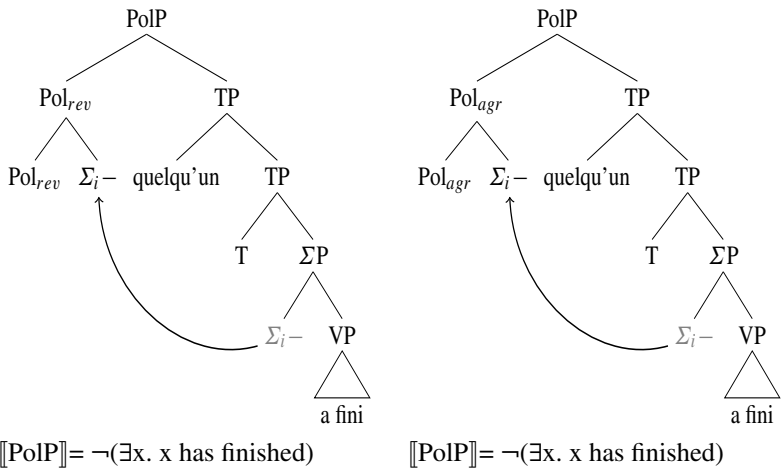 PolP PolP
Pol_rev TP Pol_agr TP
Pol_rev Σ_i− quelqu'un TP Pol_agr Σ_i− quelqu'un TP
T ΣP T ΣP
Σ_i− VP Σ_i− VP
a fini a fini
⟦PolP⟧= ¬(∃x. x has finished) ⟦PolP⟧= ¬(∃x. x has finished)